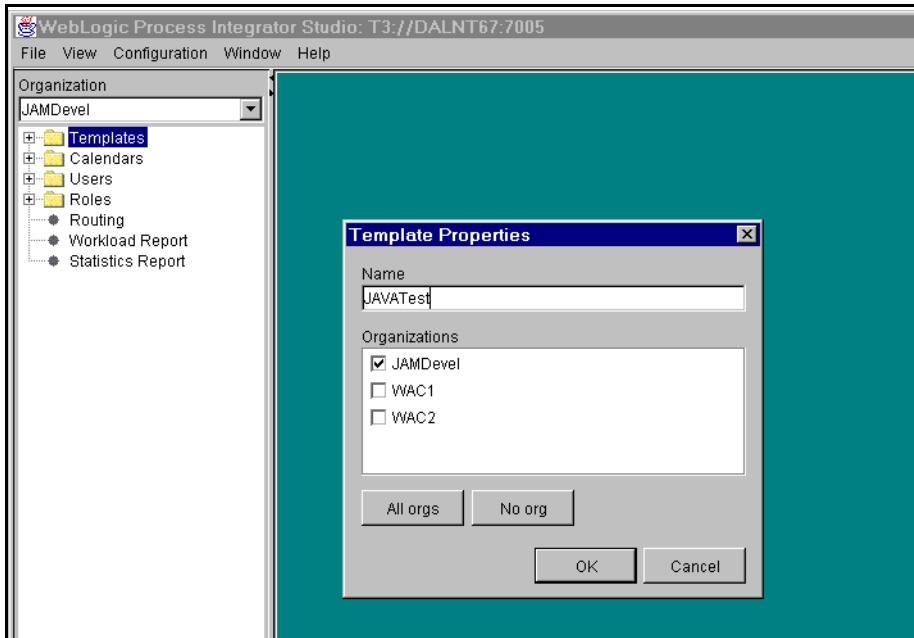 WebLogic Process Integrator Studio: T3://DALNT67:7005
File View Configuration Window Help
Organization
JAMDevel
Templates
Calendars
Users
Roles
Routing
Workload Report
Statistics Report
Template Properties
Name
JAVATest
Organizations
JAMDevel
WAC1
WAC2
All orgs No org
OK Cancel